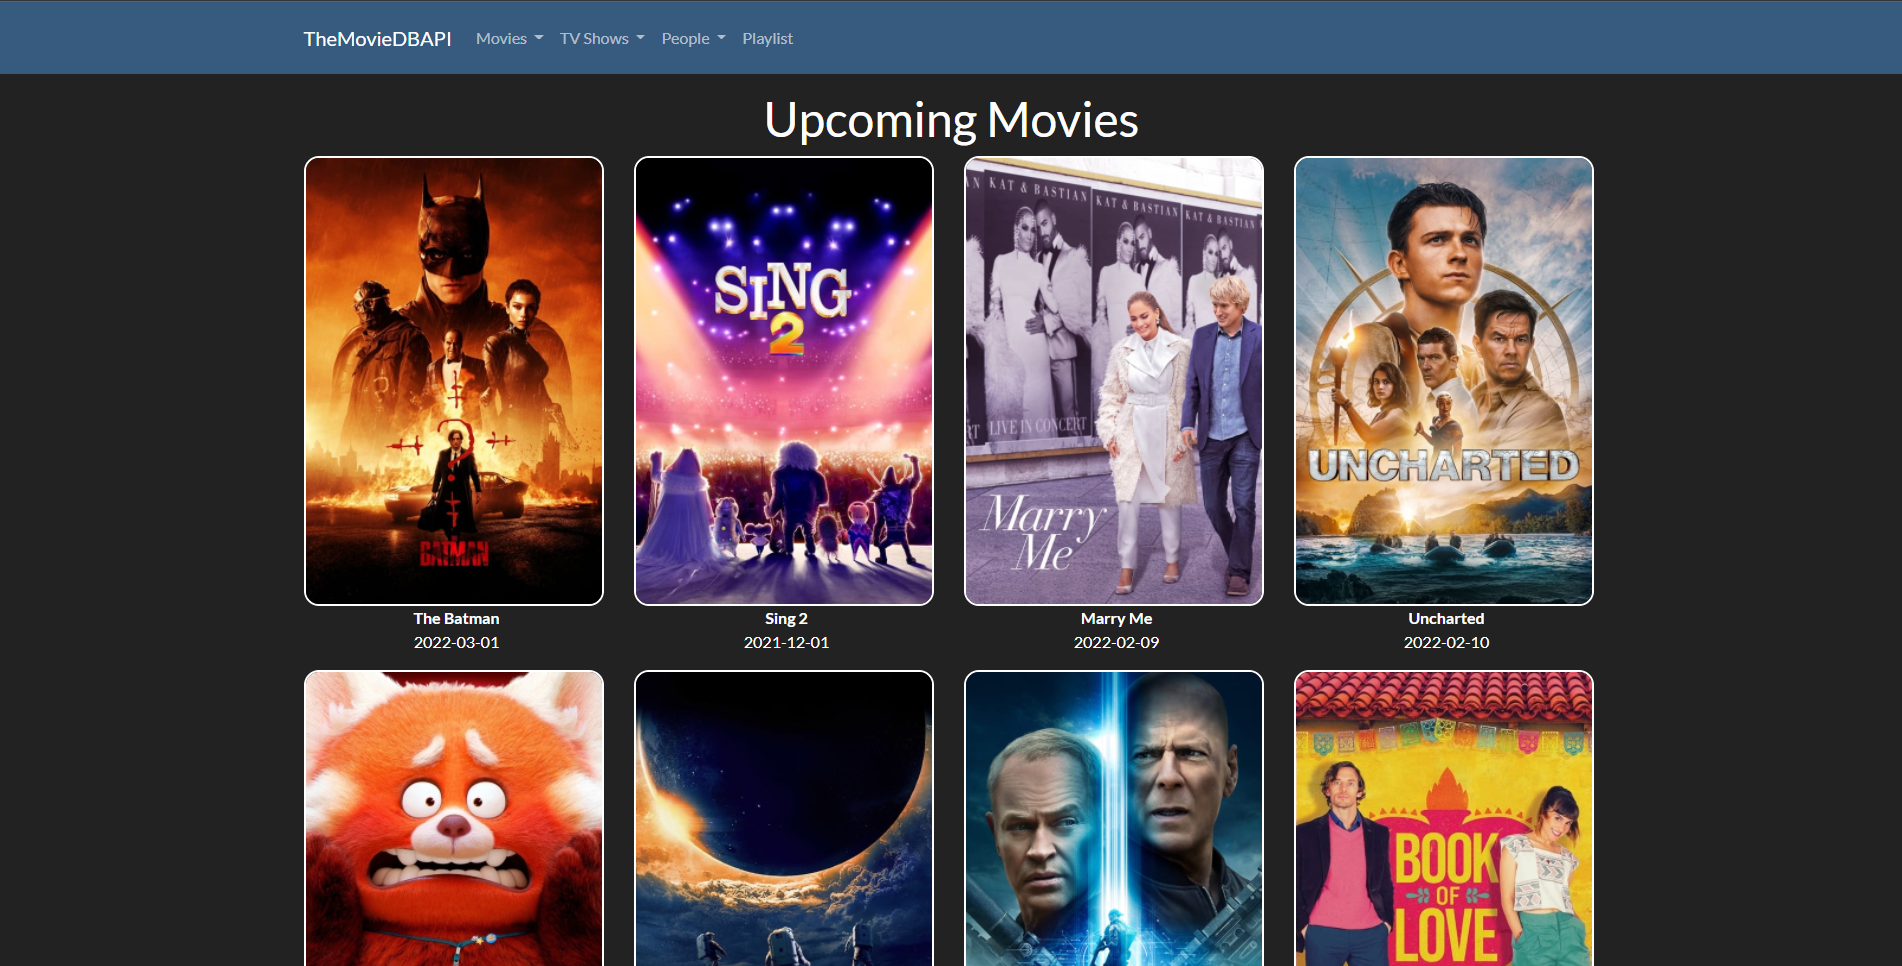 TheMovieDBAPI Movies TV Shows People Playlist
Upcoming Movies
AN KAT & BASTIAN
KAT & BASTIAN
KAT & BASTIAN
RT LIVE IN CONCERT
SING
2
Marry
Me
UNCHARTED
BATMAN
The Batman
2022-03-01
Sing 2
2021-12-01
Marry Me
2022-02-09
Uncharted
2022-02-10
BOOK
OF
LOVE